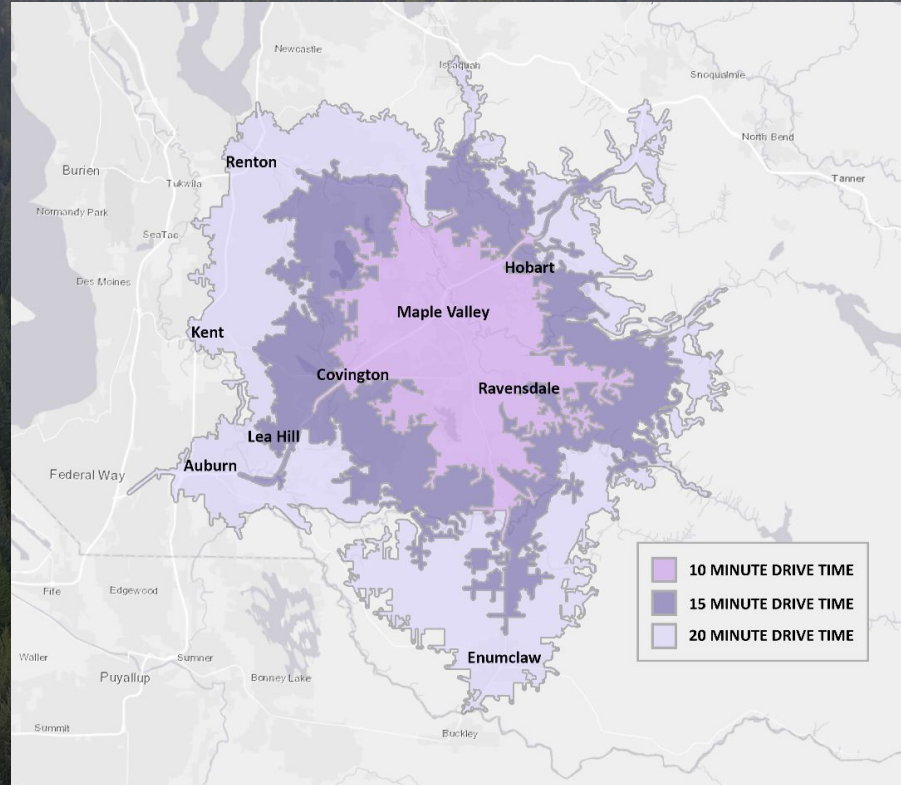 Newcastle
Issaquah
Snoqualmie
North Bend
Renton
Burien
Tukwila
Tanner
Normandy Park
SeaTac
Hobart
Des Moines
Maple Valley
Kent
Covington
Ravensdale
Lea Hill
Auburn
Federal Way
10 MINUTE DRIVE TIME
Fife
Edgewood
15 MINUTE DRIVE TIME
20 MINUTE DRIVE TIME
Waller
Sumner
Enumclaw
Puyallup
Bonney Lake
Summit
Buckley